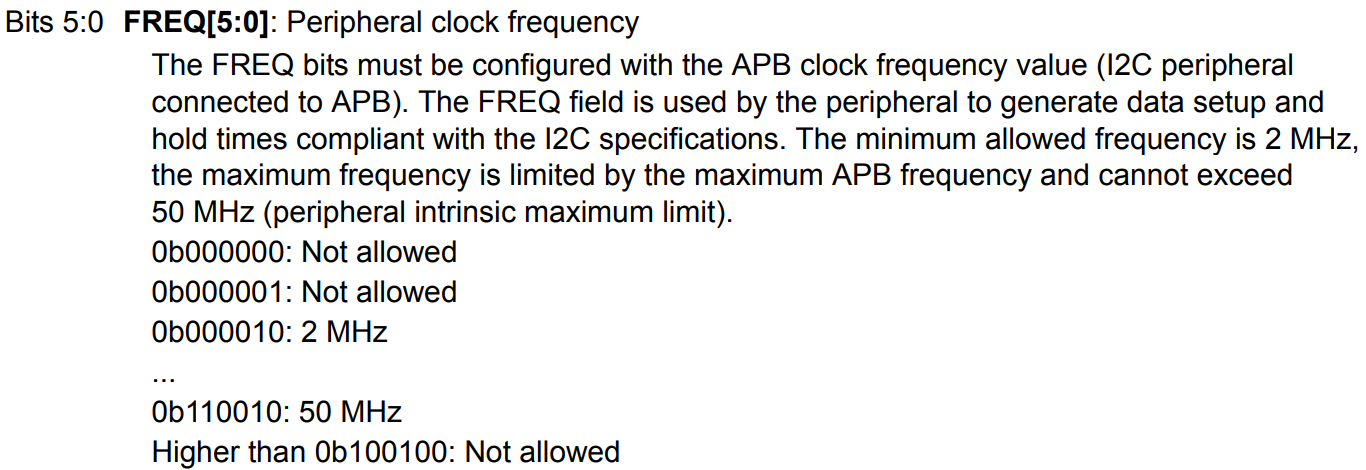 Bits 5:0 FREQ[5:0]: Peripheral clock frequency
The FREQ bits must be configured with the APB clock frequency value (I2C peripheral
connected to APB). The FREQ field is used by the peripheral to generate data setup and
hold times compliant with the I2C specifications. The minimum allowed frequency is 2 MHz,
the maximum frequency is limited by the maximum APB frequency and cannot exceed
50 MHz (peripheral intrinsic maximum limit).
0b000000: Not allowed
0b000001: Not allowed
0b000010: 2 MHz
...
0b110010: 50 MHz
Higher than 0b100100: Not allowed